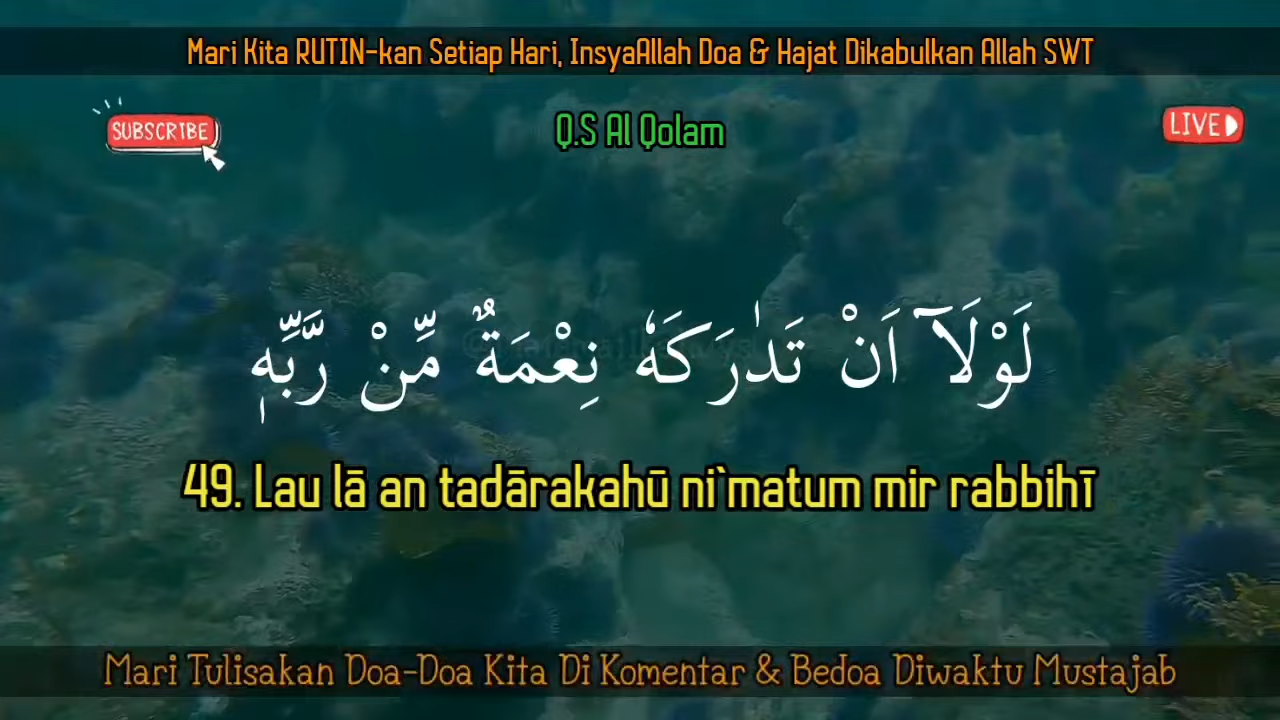 Mari Kita RUTIN-kan Setiap Hari, InsyaAllah Doa & Hajat Dikabulkan Allah SWT
SUBSCRIBE
Q.S Al Qolam
LIVE
لَوْلَآ اَنْ تَدٰرَكَهٗ نِعْمَةٌ مِّنْ رَّبِّهٖ
49. Lau lā an tadārakahū ni`matum mir rabbihī
Mari Tulisakan Doa-Doa Kita Di Komentar & Bedoa Diwaktu Mustajab